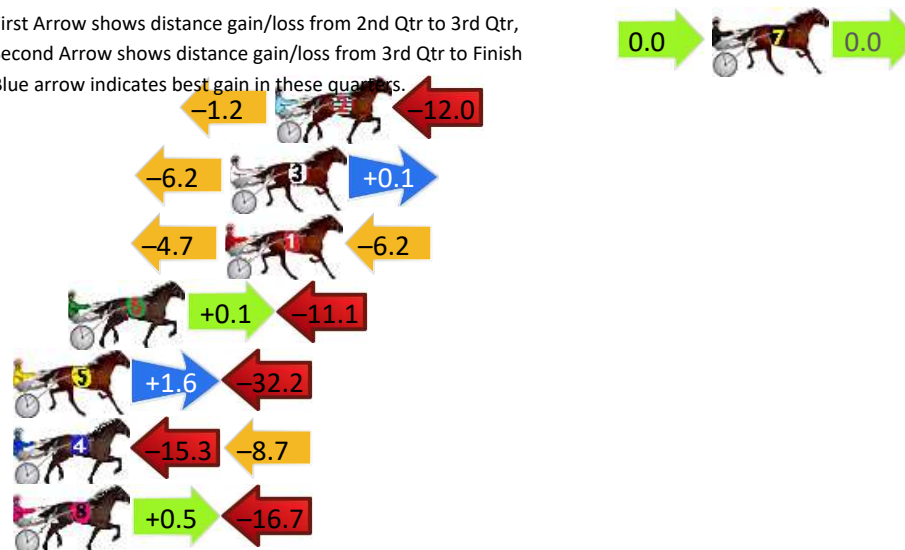 irst Arrow shows distance gain/loss from 2nd Qtr to 3rd Qtr,
econd Arrow shows distance gain/loss from 3rd Qtr to Finish
Blue arrow indicates best gain in these quarters.
0.0 7 0.0
–1.2 –12.0
–6.2 3 +0.1
–4.7 1 –6.2
6 +0.1 –11.1
5 +1.6 –32.2
4 –15.3 –8.7
8 +0.5 –16.7